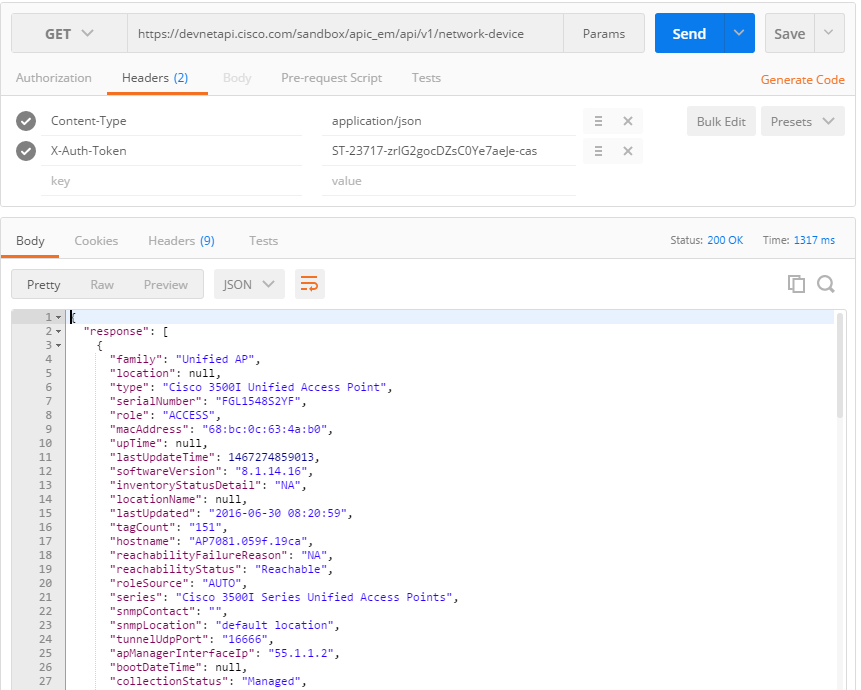 GET https://devnetapi.cisco.com/sandbox/apic_em/api/v1/network-device Params Send Save
Authorization Headers (2) Body Pre-request Script Tests Generate Code
Content-Type application/json Bulk Edit Presets
X-Auth-Token ST-23717-zrlG2gocDZsC0Ye7aeJe-cas
key value
Body Cookies Headers (9) Tests Status: 200 OK Time: 1317 ms
Pretty Raw Preview JSON
1 {
2 "response": [
3 {
4 "family": "Unified AP",
5 "location": null,
6 "type": "Cisco 3500I Unified Access Point",
7 "serialNumber": "FGL1548S2YF",
8 "role": "ACCESS",
9 "macAddress": "68:bc:0c:63:4a:b0",
10 "upTime": null,
11 "lastUpdateTime": 1467274859013,
12 "softwareVersion": "8.1.14.16",
13 "inventoryStatusDetail": "NA",
14 "locationName": null,
15 "lastUpdated": "2016-06-30 08:20:59",
16 "tagCount": "151",
17 "hostname": "AP7081.059f.19ca",
18 "reachabilityFailureReason": "NA",
19 "reachabilityStatus": "Reachable",
20 "roleSource": "AUTO",
21 "series": "Cisco 3500I Series Unified Access Points",
22 "snmpContact": "",
23 "snmpLocation": "default location",
24 "tunnelUdpPort": "16666",
25 "apManagerInterfaceIp": "55.1.1.2",
26 "bootDateTime": null,
27 "collectionStatus": "Managed",